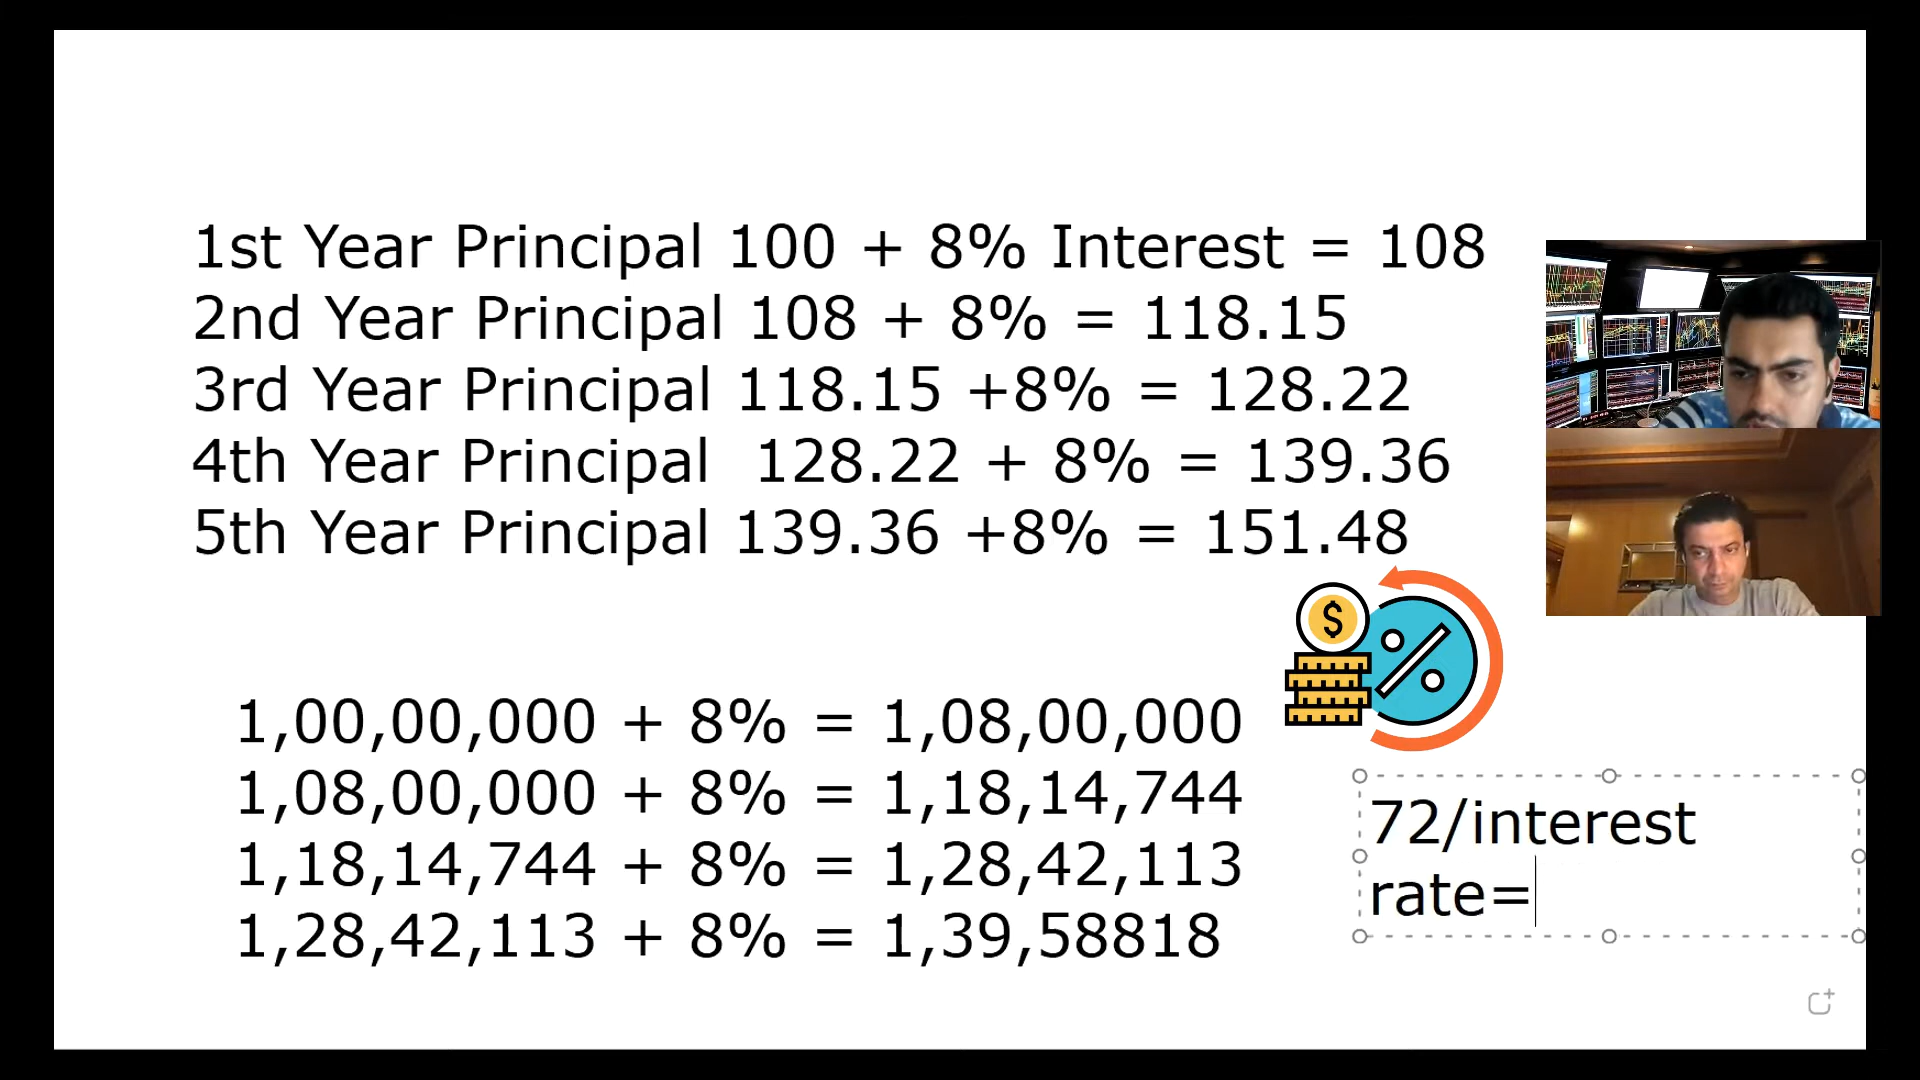 1st Year Principal 100 + 8% Interest = 108
2nd Year Principal 108 + 8% = 118.15
3rd Year Principal 118.15 +8% = 128.22
4th Year Principal 128.22 + 8% = 139.36
5th Year Principal 139.36 +8% = 151.48
$ %
1,00,00,000 + 8% = 1,08,00,000
1,08,00,000 + 8% = 1,18,14,744
1,18,14,744 + 8% = 1,28,42,113
1,28,42,113 + 8% = 1,39,58818
72/interest
rate=